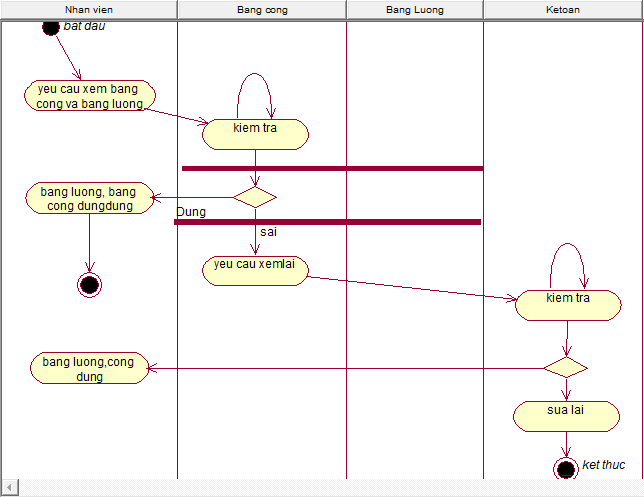 Nhan vien
Bang cong
Bang Luong
Ketoan
bat dau
yeu cau xem bang
cong va bang luong
kiem tra
bang luong, bang
cong dungdung
Dung
sai
yeu cau xemlai
kiem tra
bang luong,cong
dung
sua lai
ket thuc